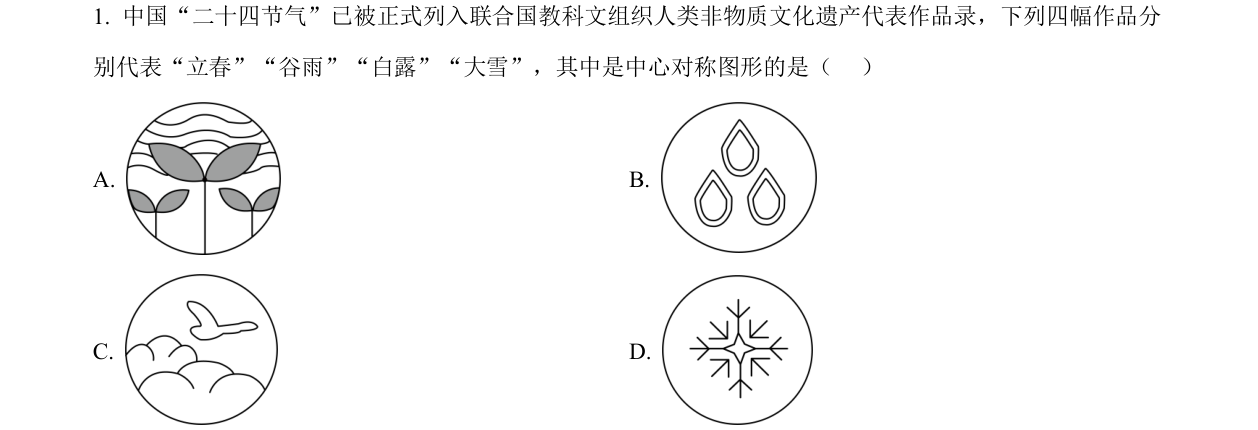 1. 中国“二十四节气”已被正式列入联合国教科文组织人类非物质文化遗产代表作品录，下列四幅作品分
别代表“立春”“谷雨”“白露”“大雪”，其中是中心对称图形的是（　）
A.
B.
C.
D.